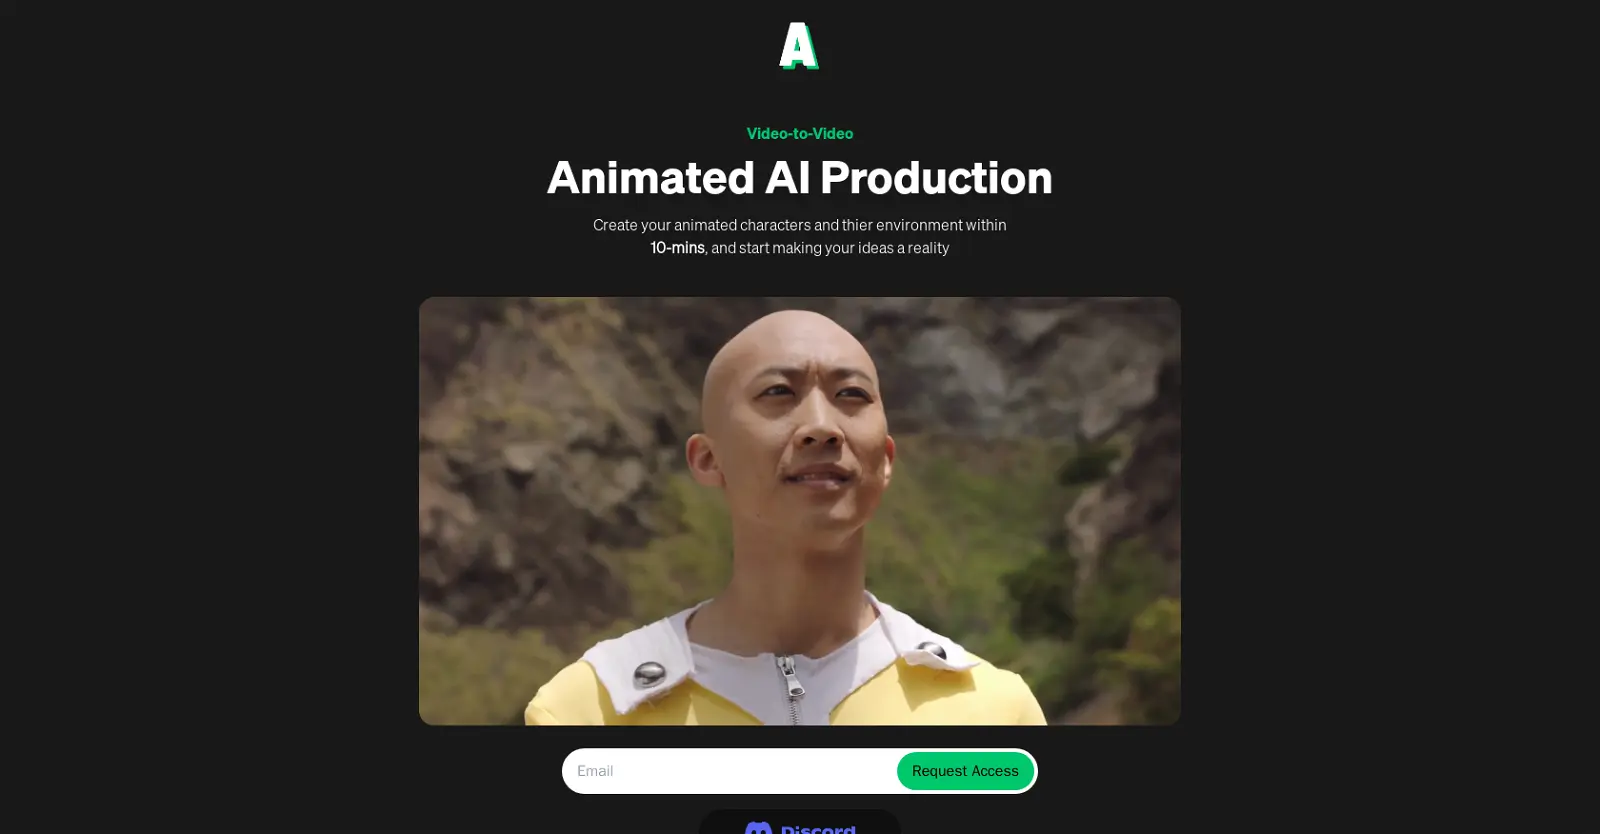 A
Video-to-Video
Animated AI Production
Create your animated characters and thier environment within
10-mins, and start making your ideas a reality
Email
Request Access
Discord